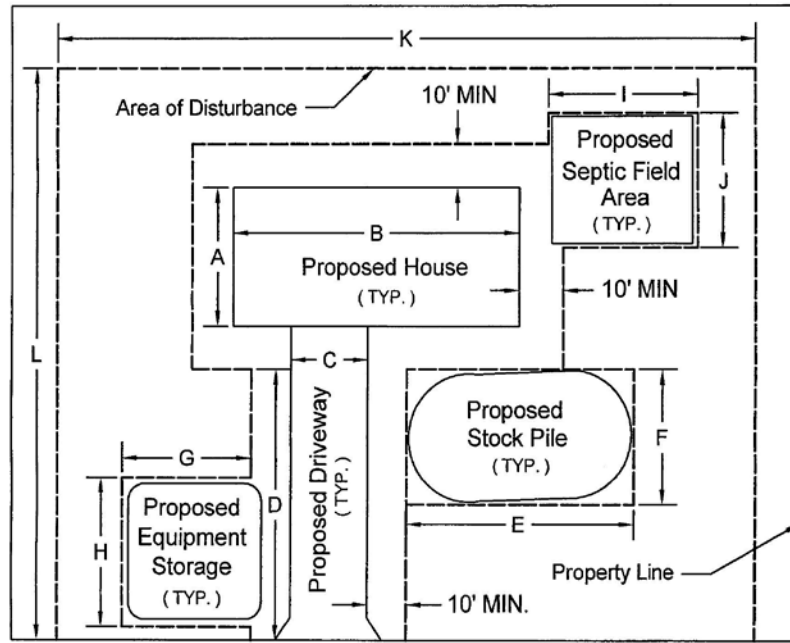 K
Area of Disturbance
10' MIN
I
Proposed
Septic Field
Area
(TYP.)
J
A
B
Proposed House
(TYP.)
10' MIN
L
C
Proposed Driveway
(TYP.)
D
Proposed
Stock Pile
(TYP.)
F
E
G
H
Proposed
Equipment
Storage
(TYP.)
10' MIN.
Property Line